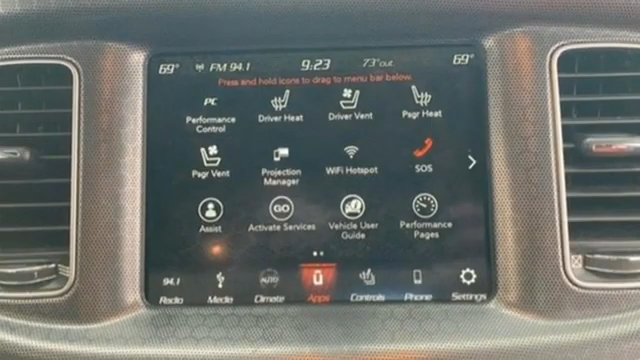 69° FM 94.1 9:23 73°out 69°
Press and hold icons to drag to menu bar below.
PC
Performance Control
Driver Heat
Driver Vent
Psgr Heat
Psgr Vent
Projection Manager
WiFi Hotspot
SOS
Assist
GO
Activate Services
Vehicle User Guide
Performance Pages
94.1
AUTO
Radio Media Climate Apps Controls Phone Settings